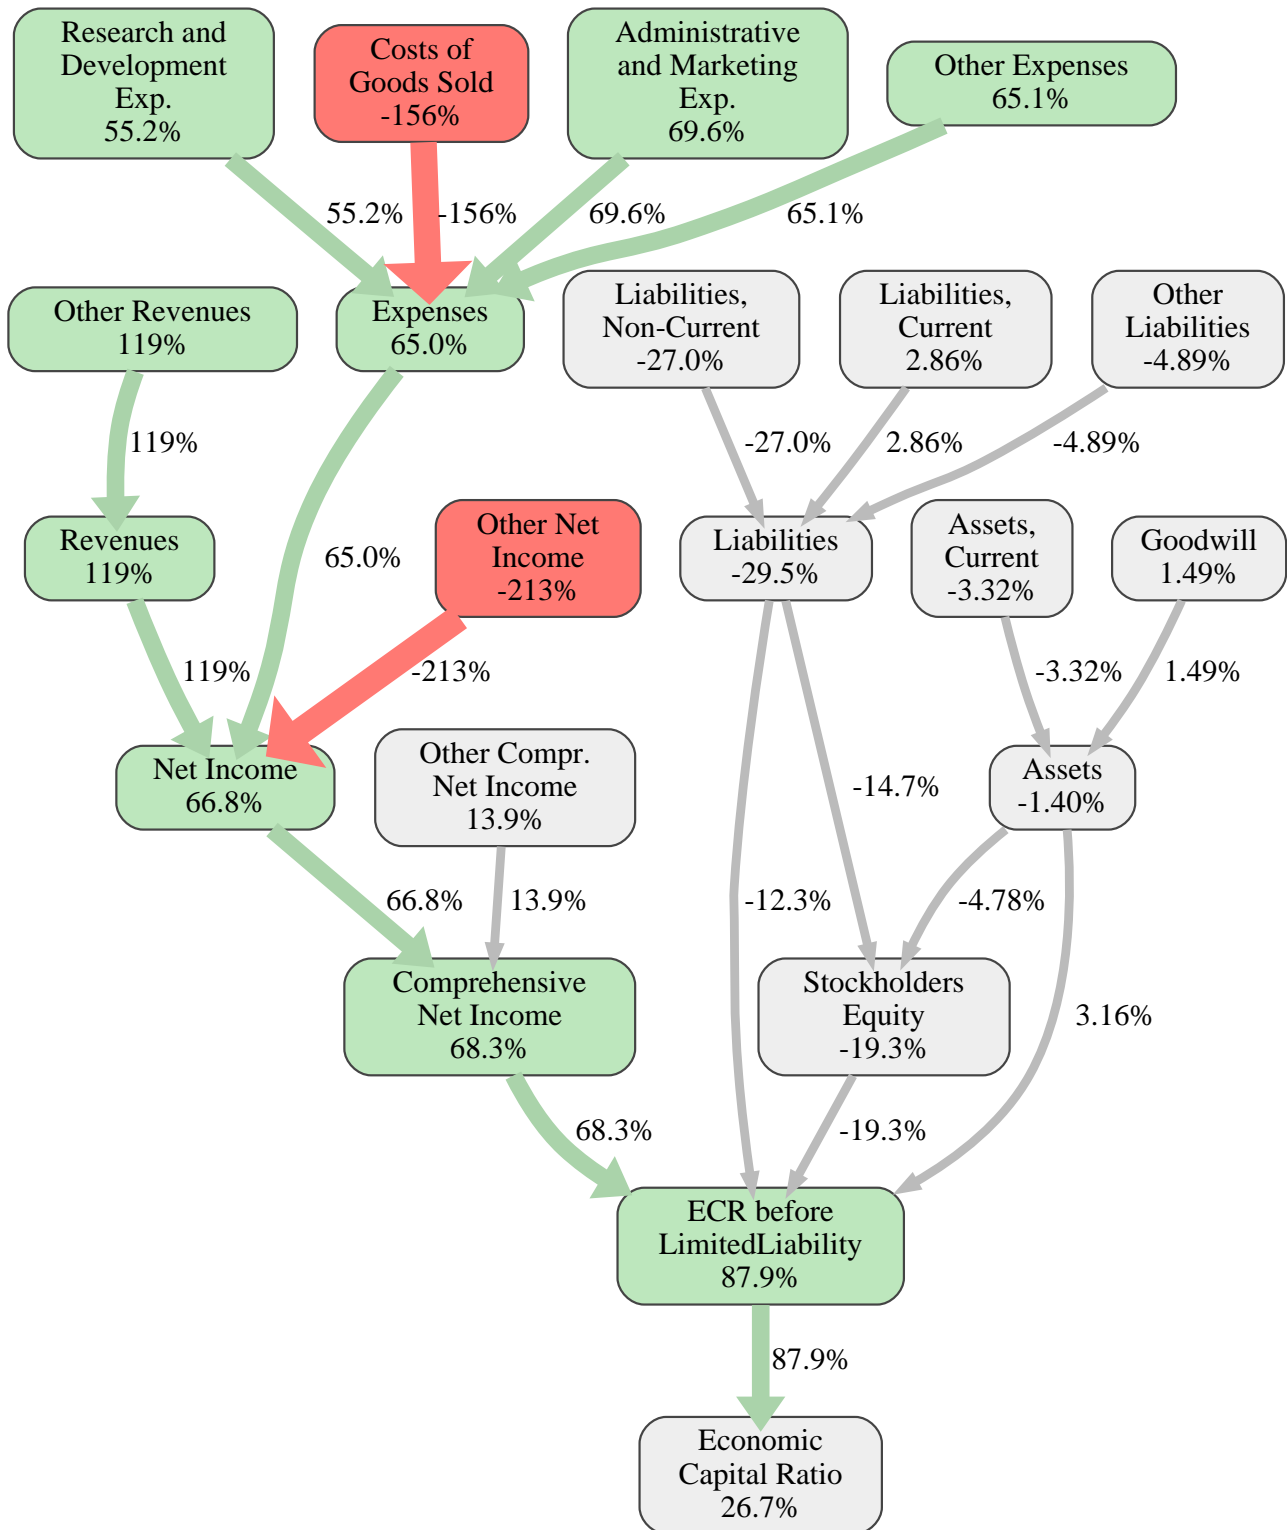 Research and
Development
Exp.
55.2%
Costs of
Goods Sold
-156%
Administrative
and Marketing
Exp.
69.6%
Other Expenses
65.1%
55.2%
-156%
69.6%
65.1%
Other Revenues
119%
Expenses
65.0%
Liabilities,
Non-Current
-27.0%
Liabilities,
Current
2.86%
Other
Liabilities
-4.89%
119%
-27.0%
2.86%
-4.89%
Revenues
119%
65.0%
Other Net
Income
-213%
Liabilities
-29.5%
Assets,
Current
-3.32%
Goodwill
1.49%
119%
-213%
-3.32%
1.49%
Net Income
66.8%
Other Compr.
Net Income
13.9%
-14.7%
Assets
-1.40%
66.8%
13.9%
-12.3%
-4.78%
Comprehensive
Net Income
68.3%
Stockholders
Equity
-19.3%
3.16%
68.3%
-19.3%
ECR before
LimitedLiability
87.9%
87.9%
Economic
Capital Ratio
26.7%